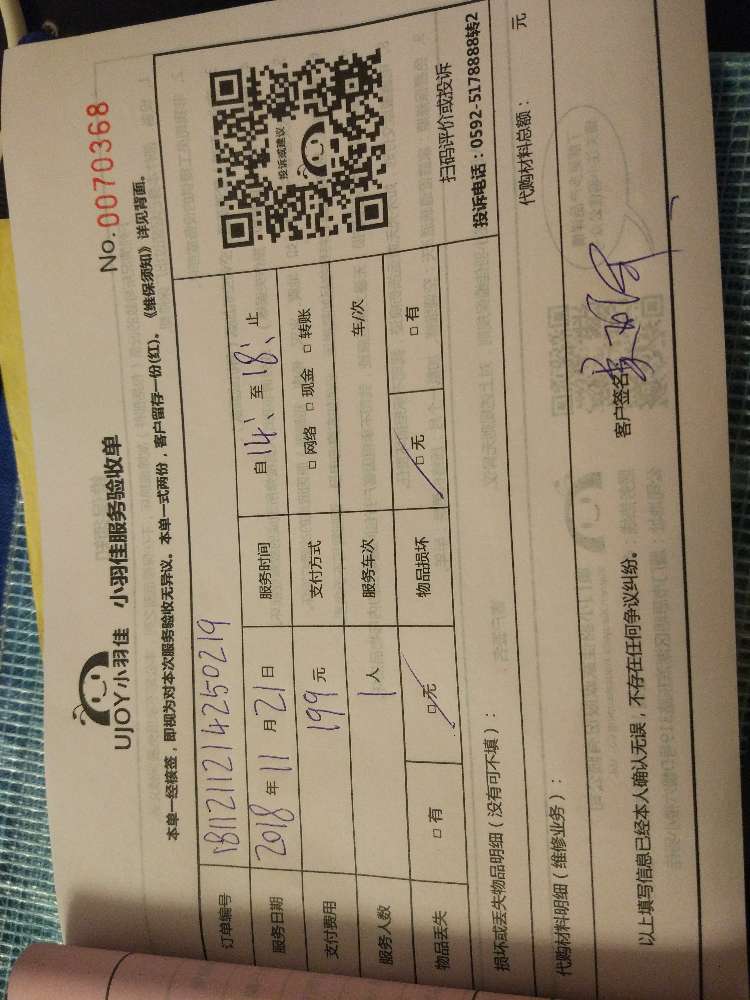 UJOY小羽佳 小羽佳服务验收单
No. 0070368
本单一经核签，即视为对本次服务验收无异议。本单一式两份，客户留存一份(红)。《维保须知》详见背面。
订单编号 18112112142502​19
服务日期 2018年11月21日 服务时间 自14:至18:止
支付费用 199元 支付方式 □网络 □现金 □转账
服务人数 1人 服务车次 车/次
物品丢失 □有 □无 物品损坏 □无 □有
投诉或建议
扫码评价或投诉
投诉电话：0592-5178888转2
损坏或丢失物品明细（没有可不填）：
代购材料明细（维修业务）： 代购材料总额： 元
以上填写信息已经本人确认无误，不存在任何争议纠纷。 客户签名